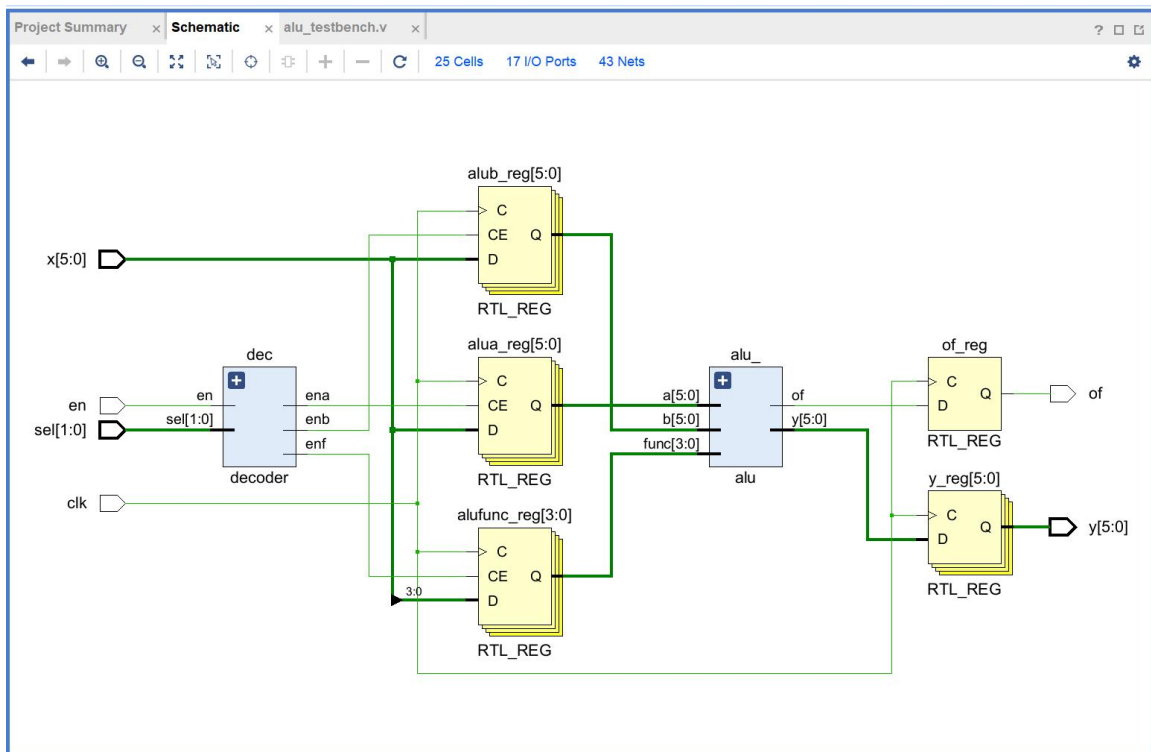 Project Summary × Schematic × alu_testbench.v × ?
25 Cells 17 I/O Ports 43 Nets
alub_reg[5:0]
C
CE Q
D
RTL_REG
x[5:0]
alua_reg[5:0]
C
CE Q
D
RTL_REG
dec
en ena
sel[1:0] enb
enf
decoder
en
sel[1:0]
clk
alufunc_reg[3:0]
C
CE Q
3:0 D
RTL_REG
alu_
a[5:0] of
b[5:0] y[5:0]
func[3:0]
alu
of_reg
C Q
D
RTL_REG
of
y_reg[5:0]
C Q
D
RTL_REG
y[5:0]